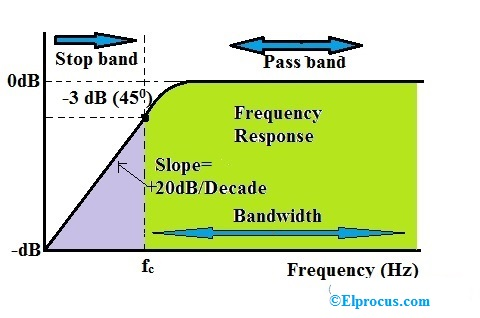 Stop band
Pass band
0dB
-3 dB (45⁰)
Frequency
Response
Slope=
+20dB/Decade
Bandwidth
-dB
fc
Frequency (Hz)
©Elprocus.com